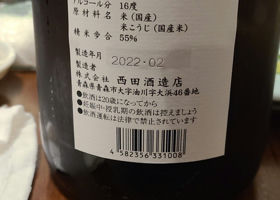 アルコール分 16度
原材料名 米(国産)
米こうじ(国産米)
精米歩合 55%
製造年月 2022.02
製造者
株式会社 西田酒造店
青森県青森市大字油川字大浜46番地
●飲酒は20歳になってから
●妊娠中・授乳期の飲酒は控えましょう
●飲酒運転は法律で禁止されています
4582356331008